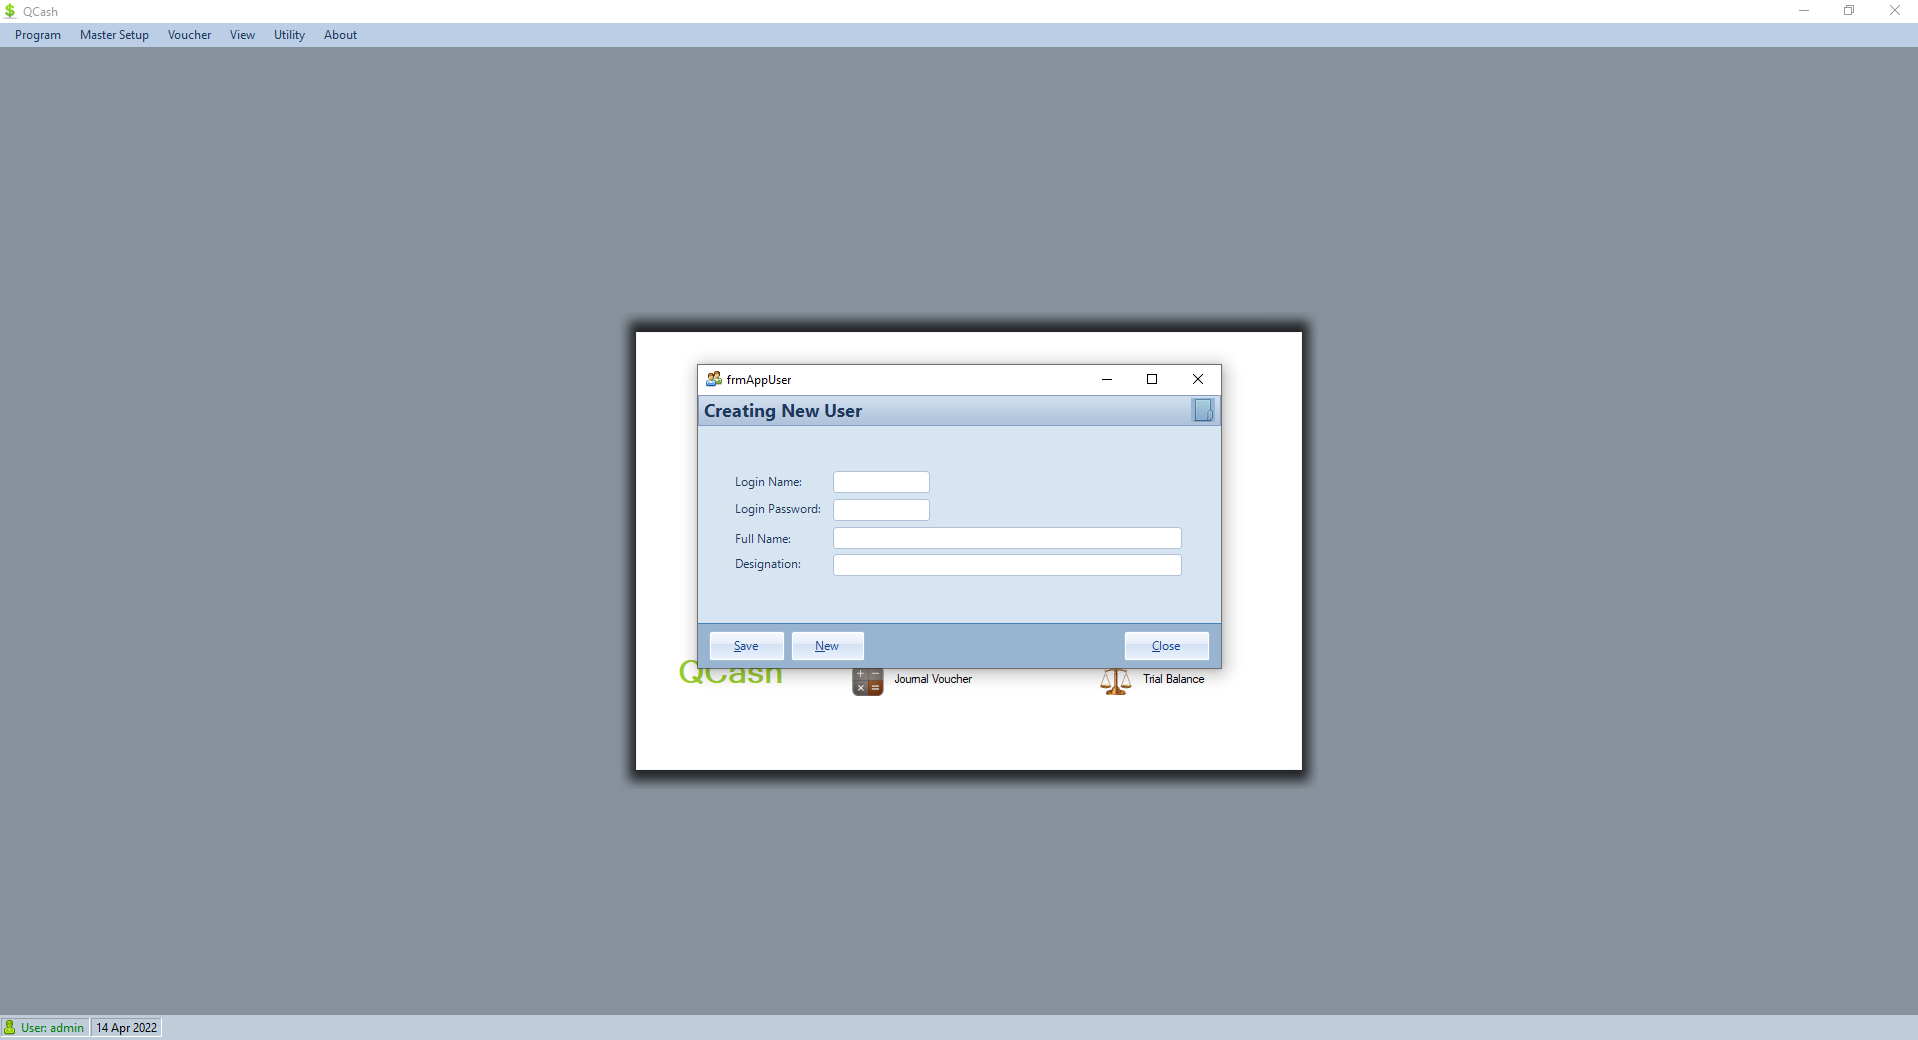 QCash
Program Master Setup Voucher View Utility About
frmAppUser
Creating New User
Login Name:
Login Password:
Full Name:
Designation:
Save New Close
QCash Journal Voucher Trial Balance
User: admin 14 Apr 2022